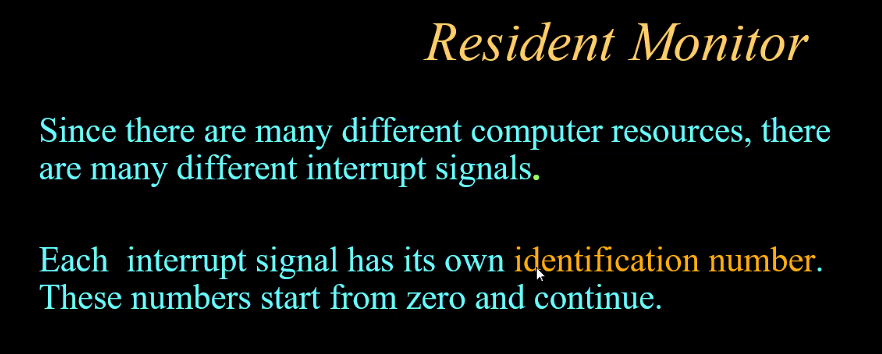 Resident Monitor
Since there are many different computer resources, there
are many different interrupt signals.
Each interrupt signal has its own identification number.
These numbers start from zero and continue.